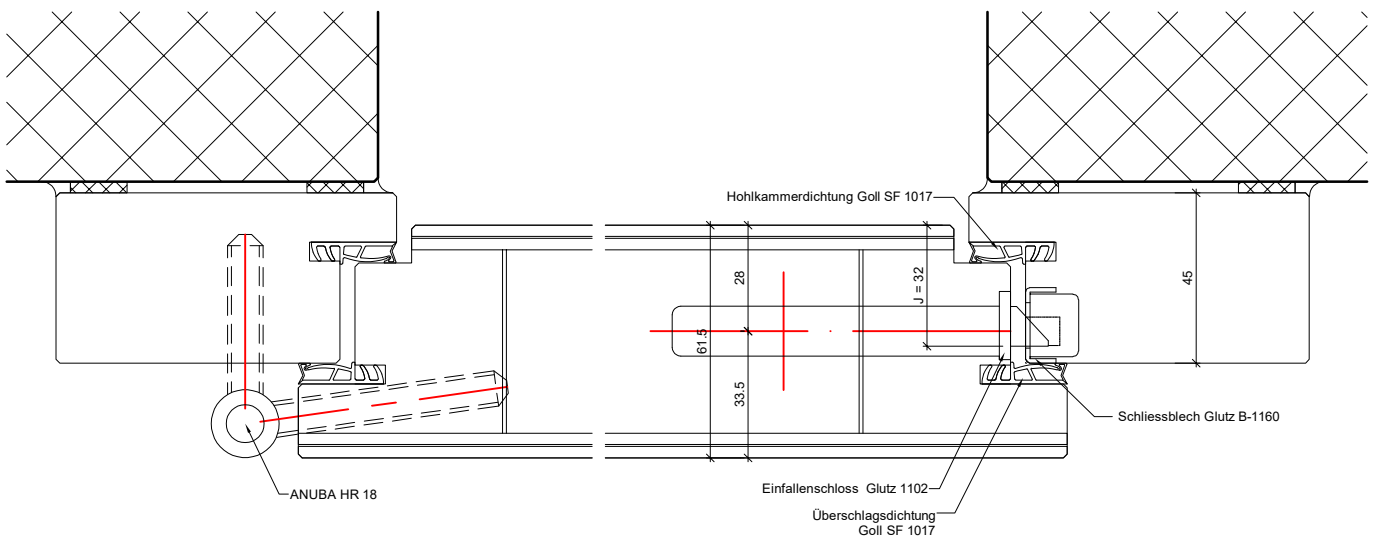 Hohlkammerdichtung Goll SF 1017
28
J = 32
45
61.5
33.5
Schliessblech Glutz B-1160
ANUBA HR 18
Einfallenschloss Glutz 1102
Überschlagsdichtung
Goll SF 1017